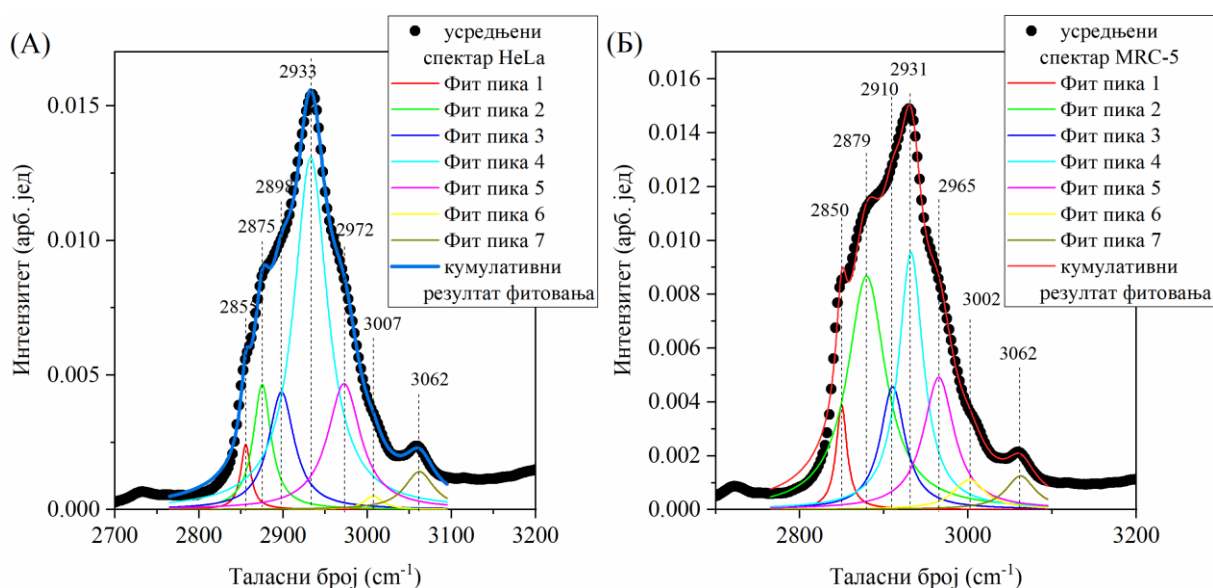 (А)
усредњени
спектар HeLa
Фит пика 1
Фит пика 2
Фит пика 3
Фит пика 4
Фит пика 5
Фит пика 6
Фит пика 7
кумулативни
резултат фитовања
2933
2898
2875
2855
2972
3007
3062
0.015
0.010
0.005
0.000
Интензитет (арб. јед)
2700 2800 2900 3000 3100 3200
Таласни број (cm⁻¹)
(Б)
усредњени
спектар MRC-5
Фит пика 1
Фит пика 2
Фит пика 3
Фит пика 4
Фит пика 5
Фит пика 6
Фит пика 7
кумулативни
резултат фитовања
2931
2910
2879
2850
2965
3002
3062
0.016
0.014
0.012
0.010
0.008
0.006
0.004
0.002
0.000
Интензитет (арб. јед)
2800 3000 3200
Таласни број (cm⁻¹)